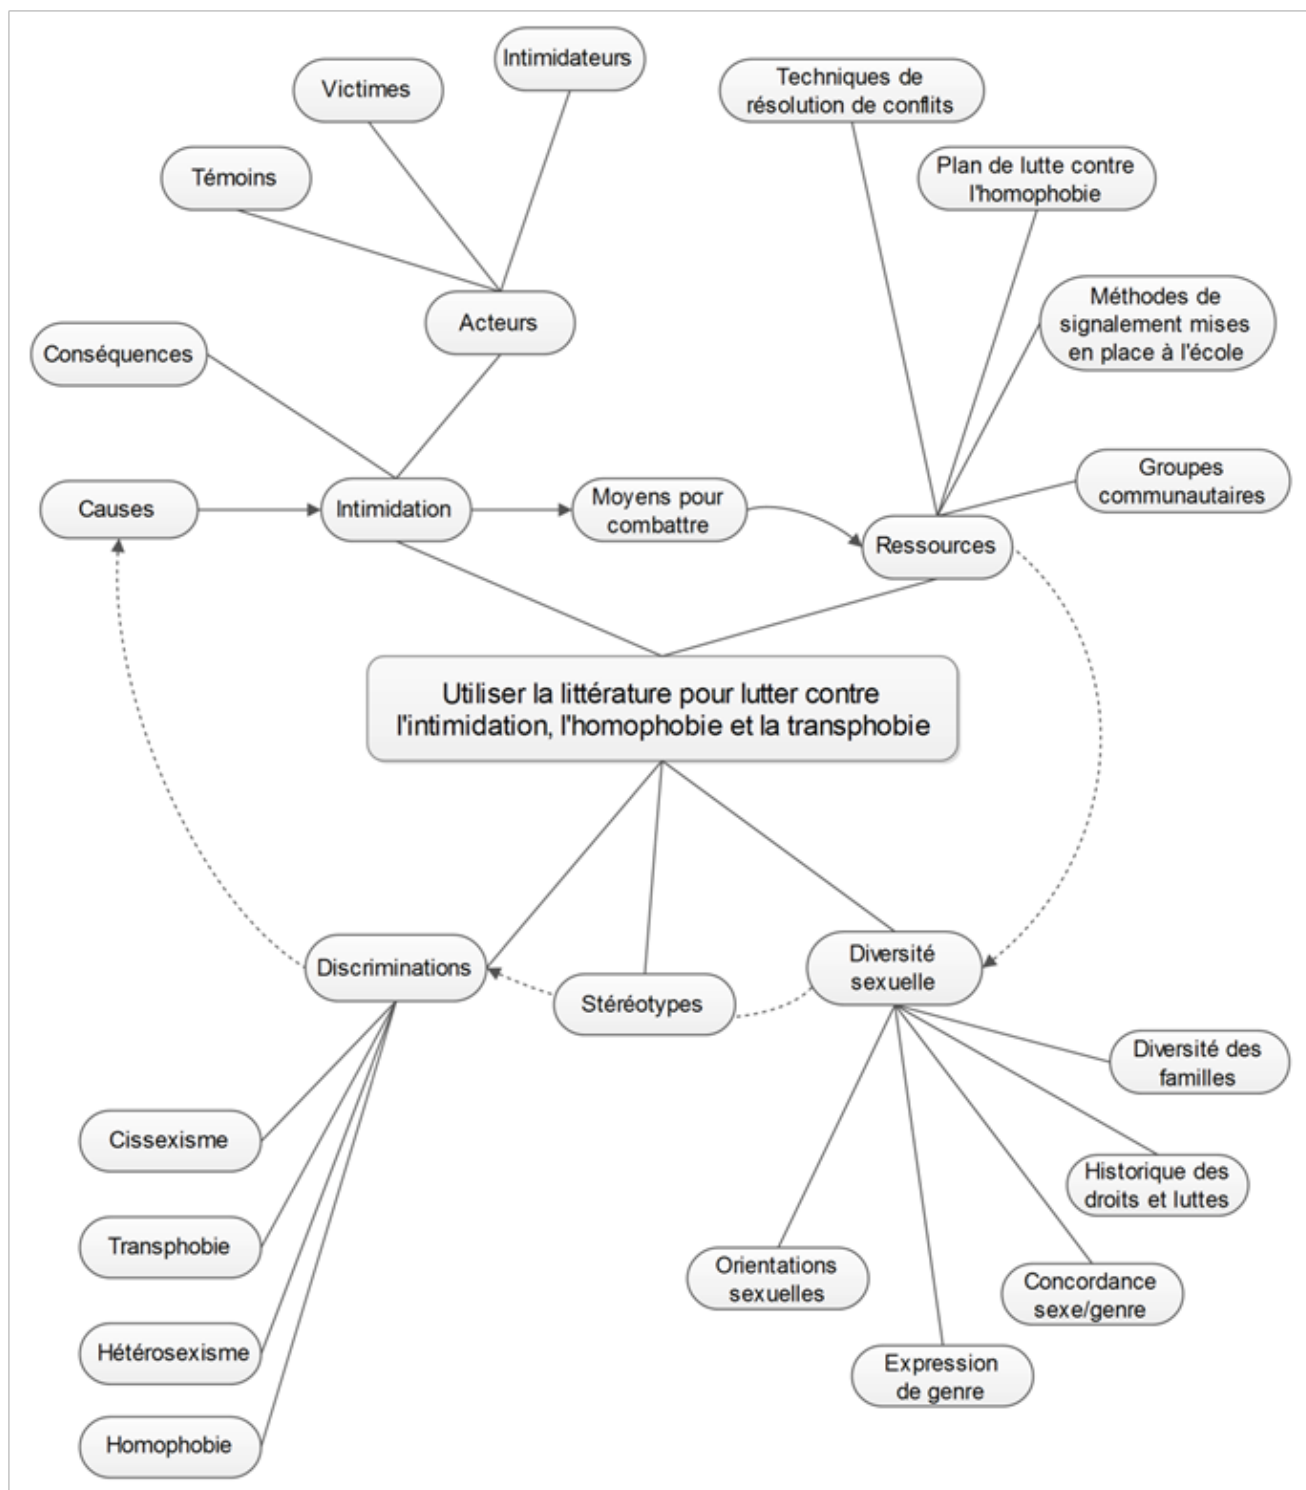 Intimidateurs
Victimes
Témoins
Acteurs
Conséquences
Causes
Intimidation
Moyens pour
combattre
Techniques de
résolution de conflits
Plan de lutte contre
l'homophobie
Méthodes de
signalement mises
en place à l'école
Groupes
communautaires
Ressources
Utiliser la littérature pour lutter contre
l'intimidation, l'homophobie et la transphobie
Discriminations
Stéréotypes
Diversité
sexuelle
Cissexisme
Transphobie
Hétérosexisme
Homophobie
Diversité des
familles
Historique des
droits et luttes
Concordance
sexe/genre
Orientations
sexuelles
Expression
de genre